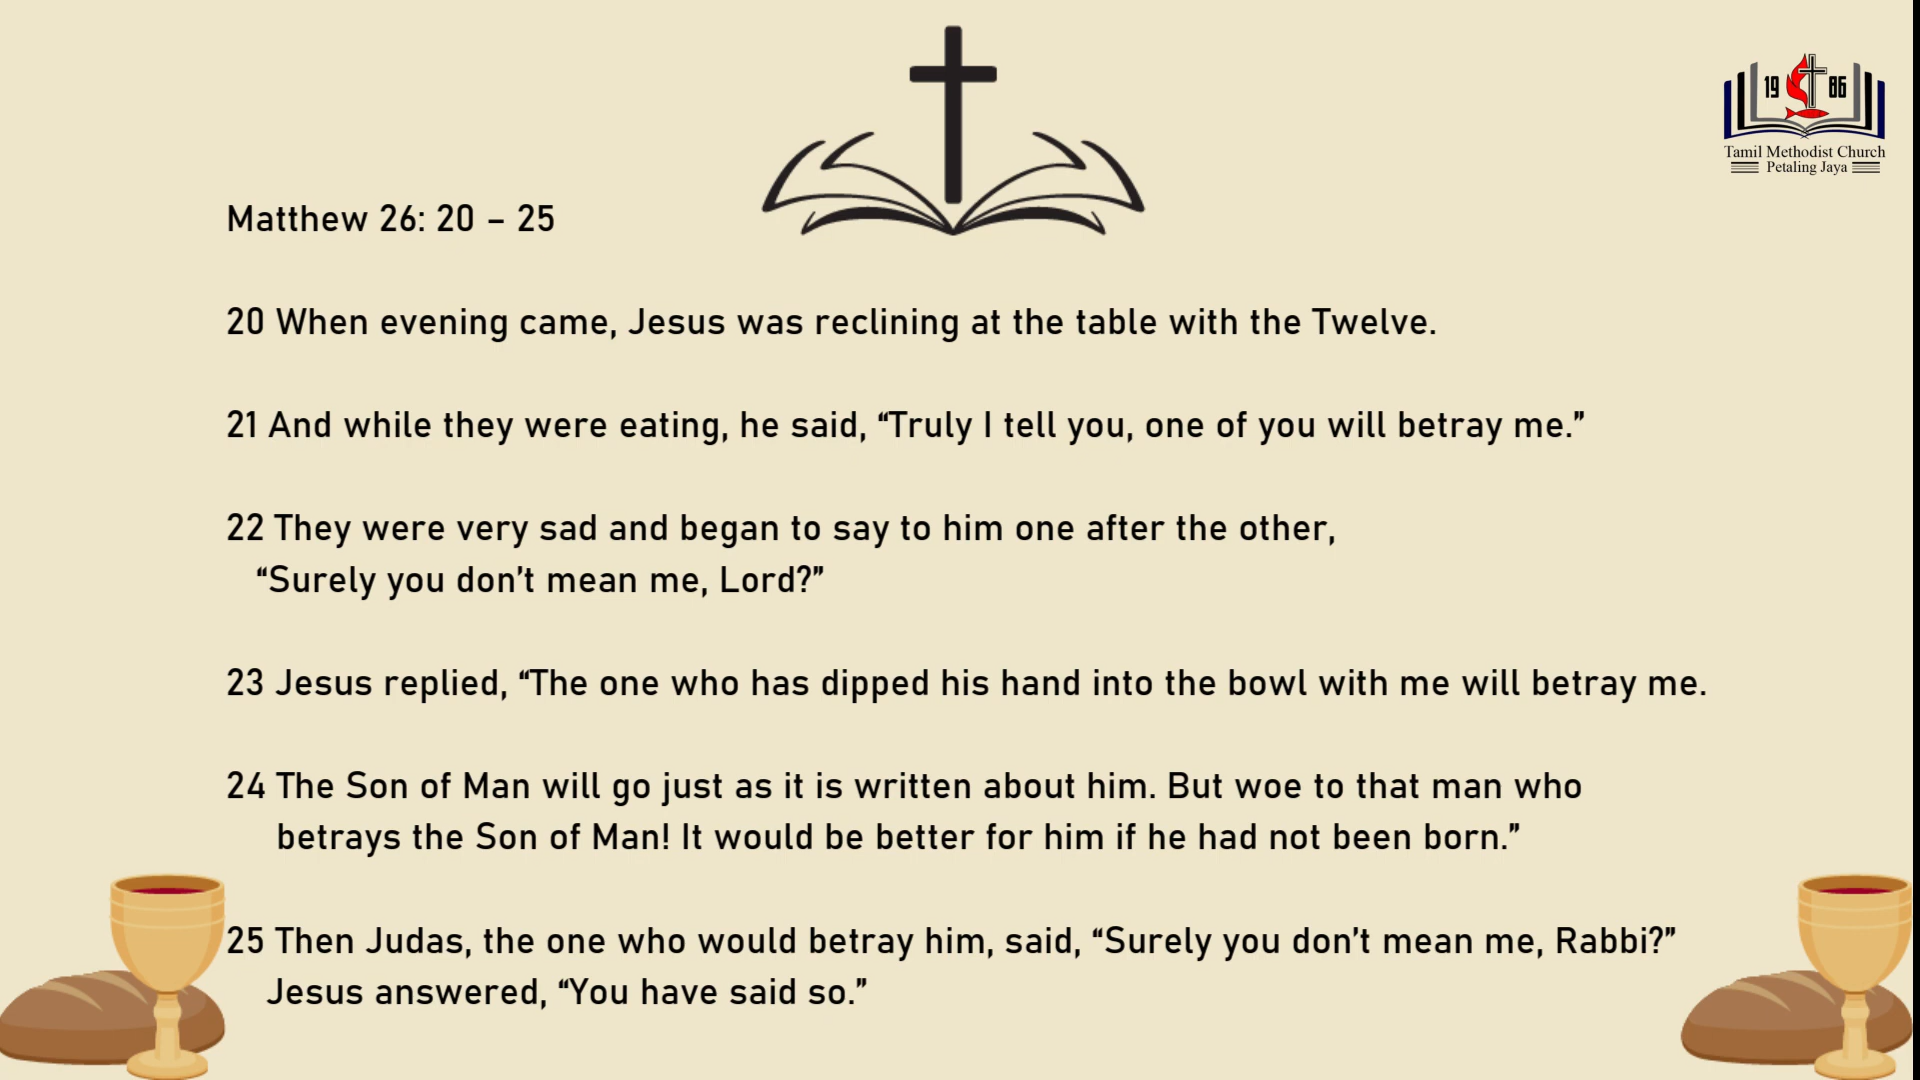 19 86
Tamil Methodist Church
Petaling Jaya
Matthew 26: 20 – 25
20 When evening came, Jesus was reclining at the table with the Twelve.
21 And while they were eating, he said, “Truly I tell you, one of you will betray me.”
22 They were very sad and began to say to him one after the other,
“Surely you don’t mean me, Lord?”
23 Jesus replied, “The one who has dipped his hand into the bowl with me will betray me.
24 The Son of Man will go just as it is written about him. But woe to that man who
betrays the Son of Man! It would be better for him if he had not been born.”
25 Then Judas, the one who would betray him, said, “Surely you don’t mean me, Rabbi?”
Jesus answered, “You have said so.”